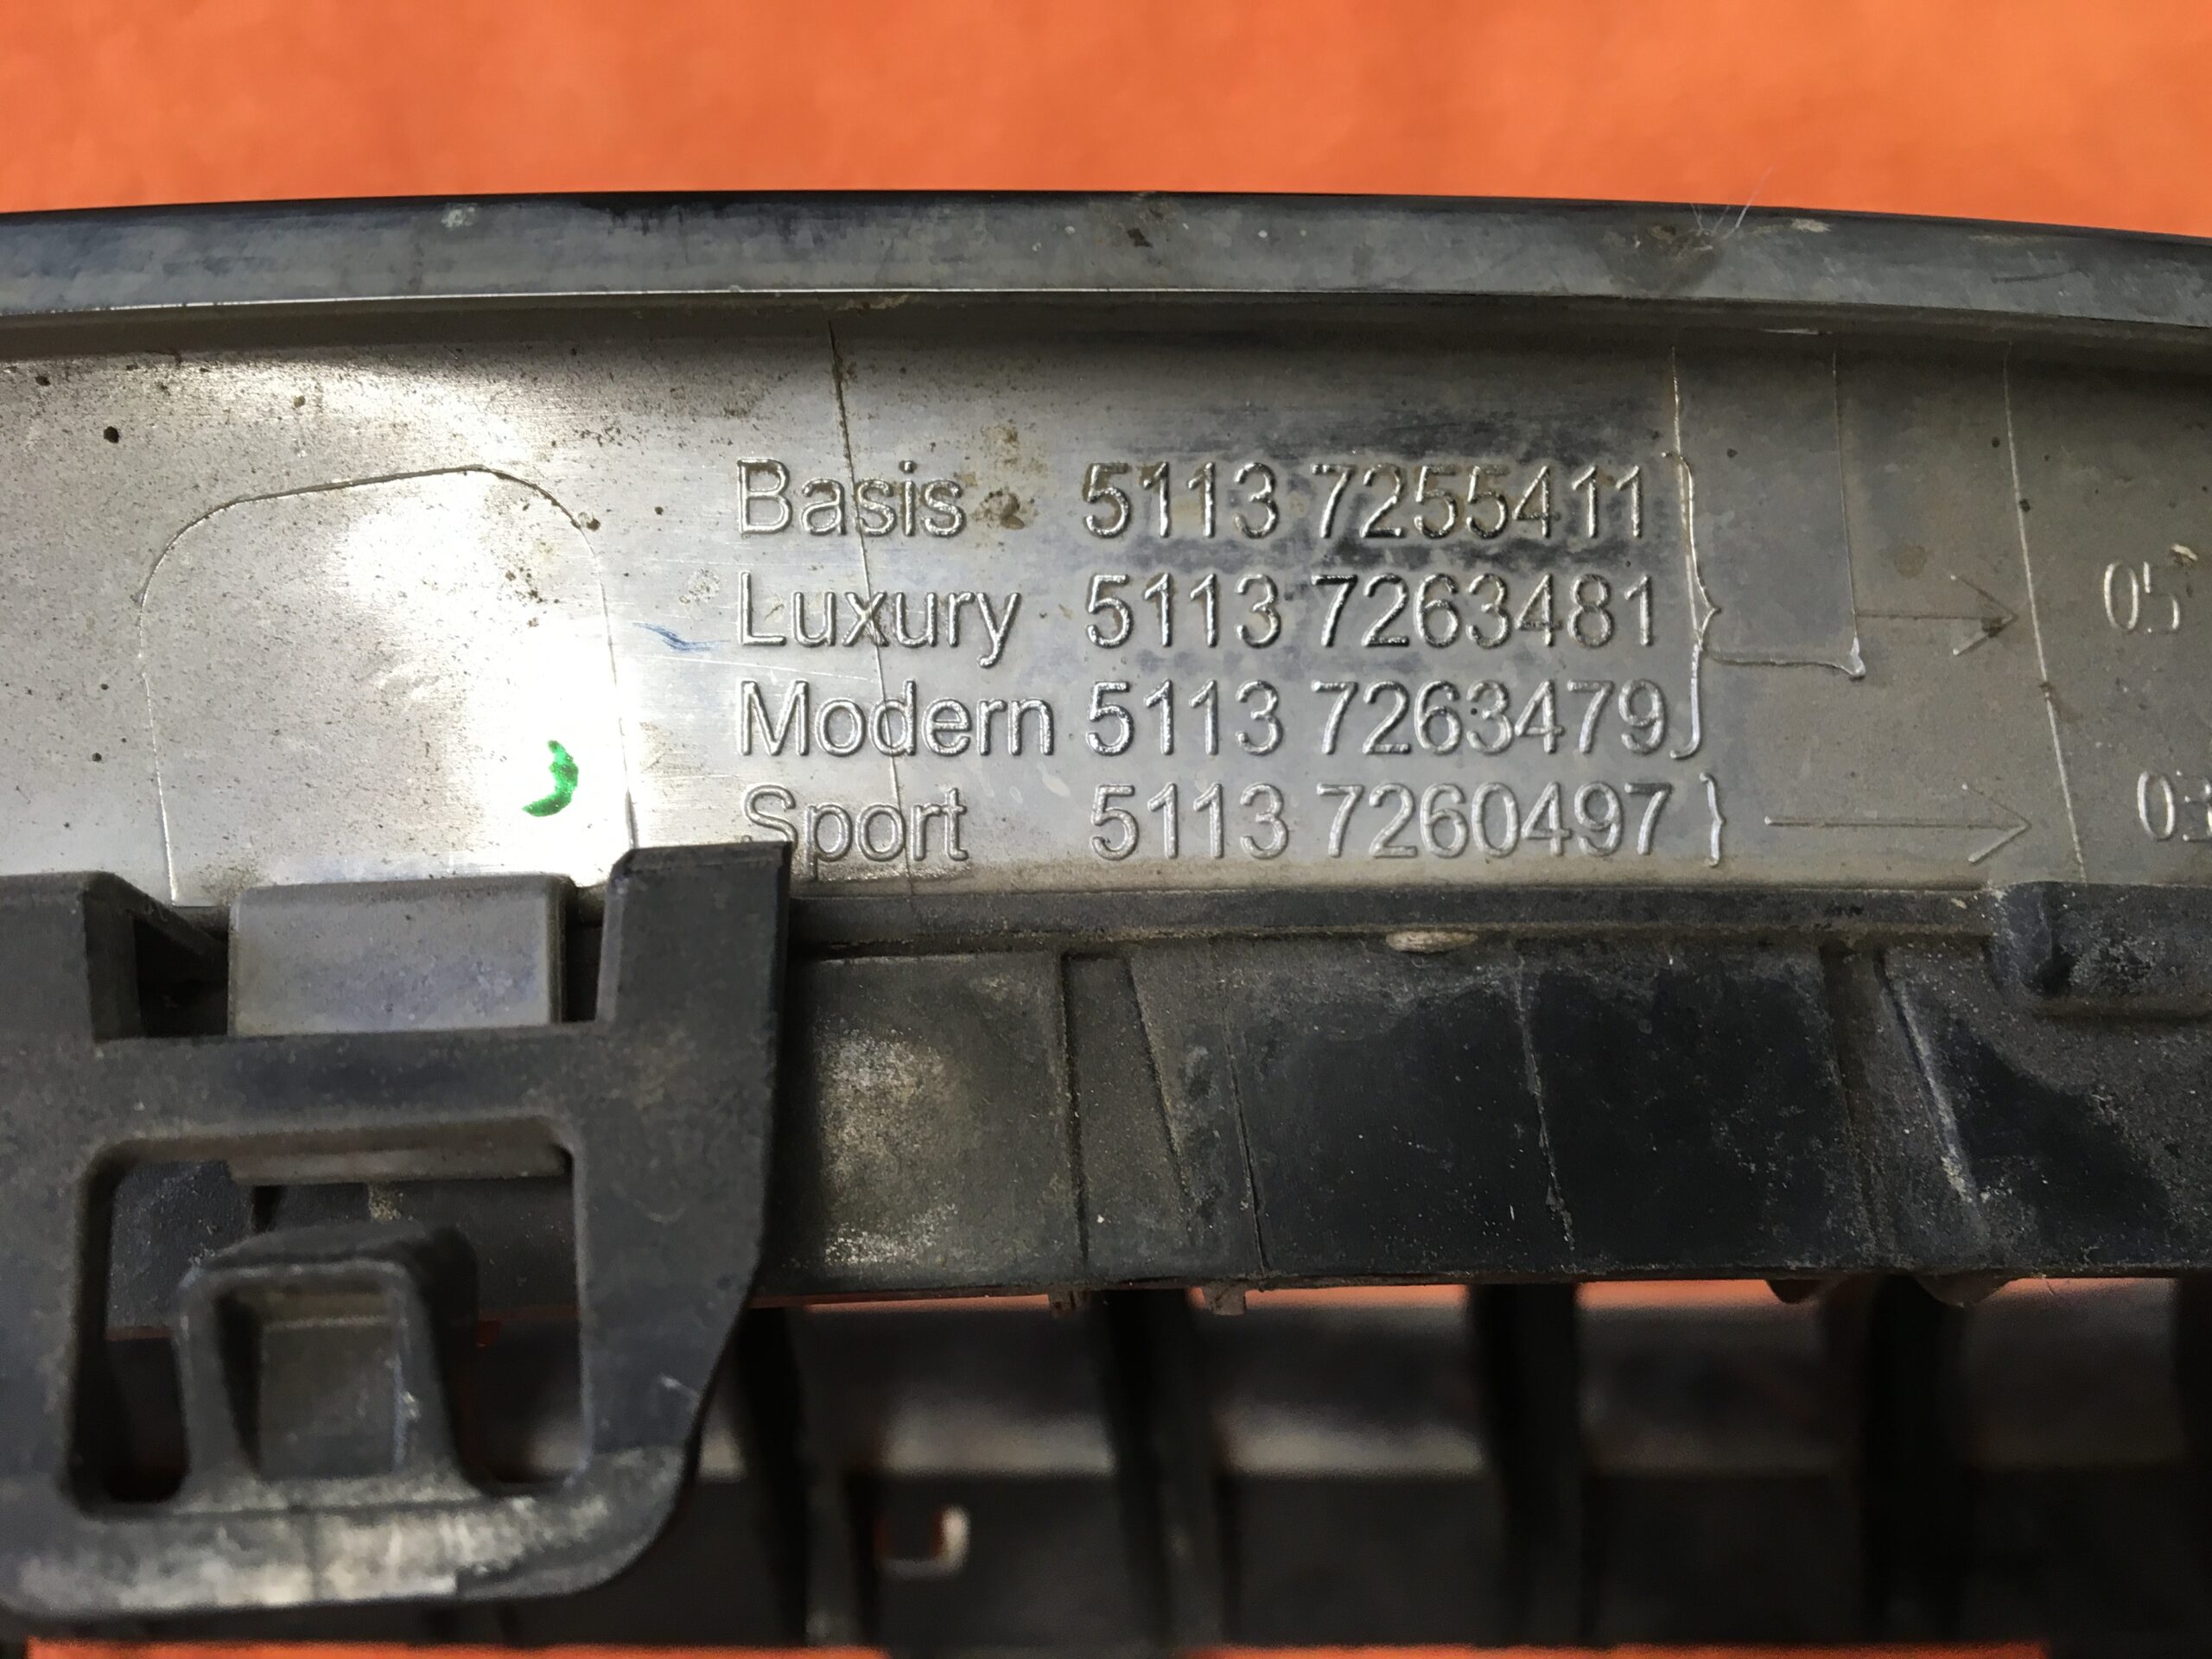 Basis 5113 7255411
Luxury 5113 7263481 05
Modern 5113 7263479
Sport 5113 7260497